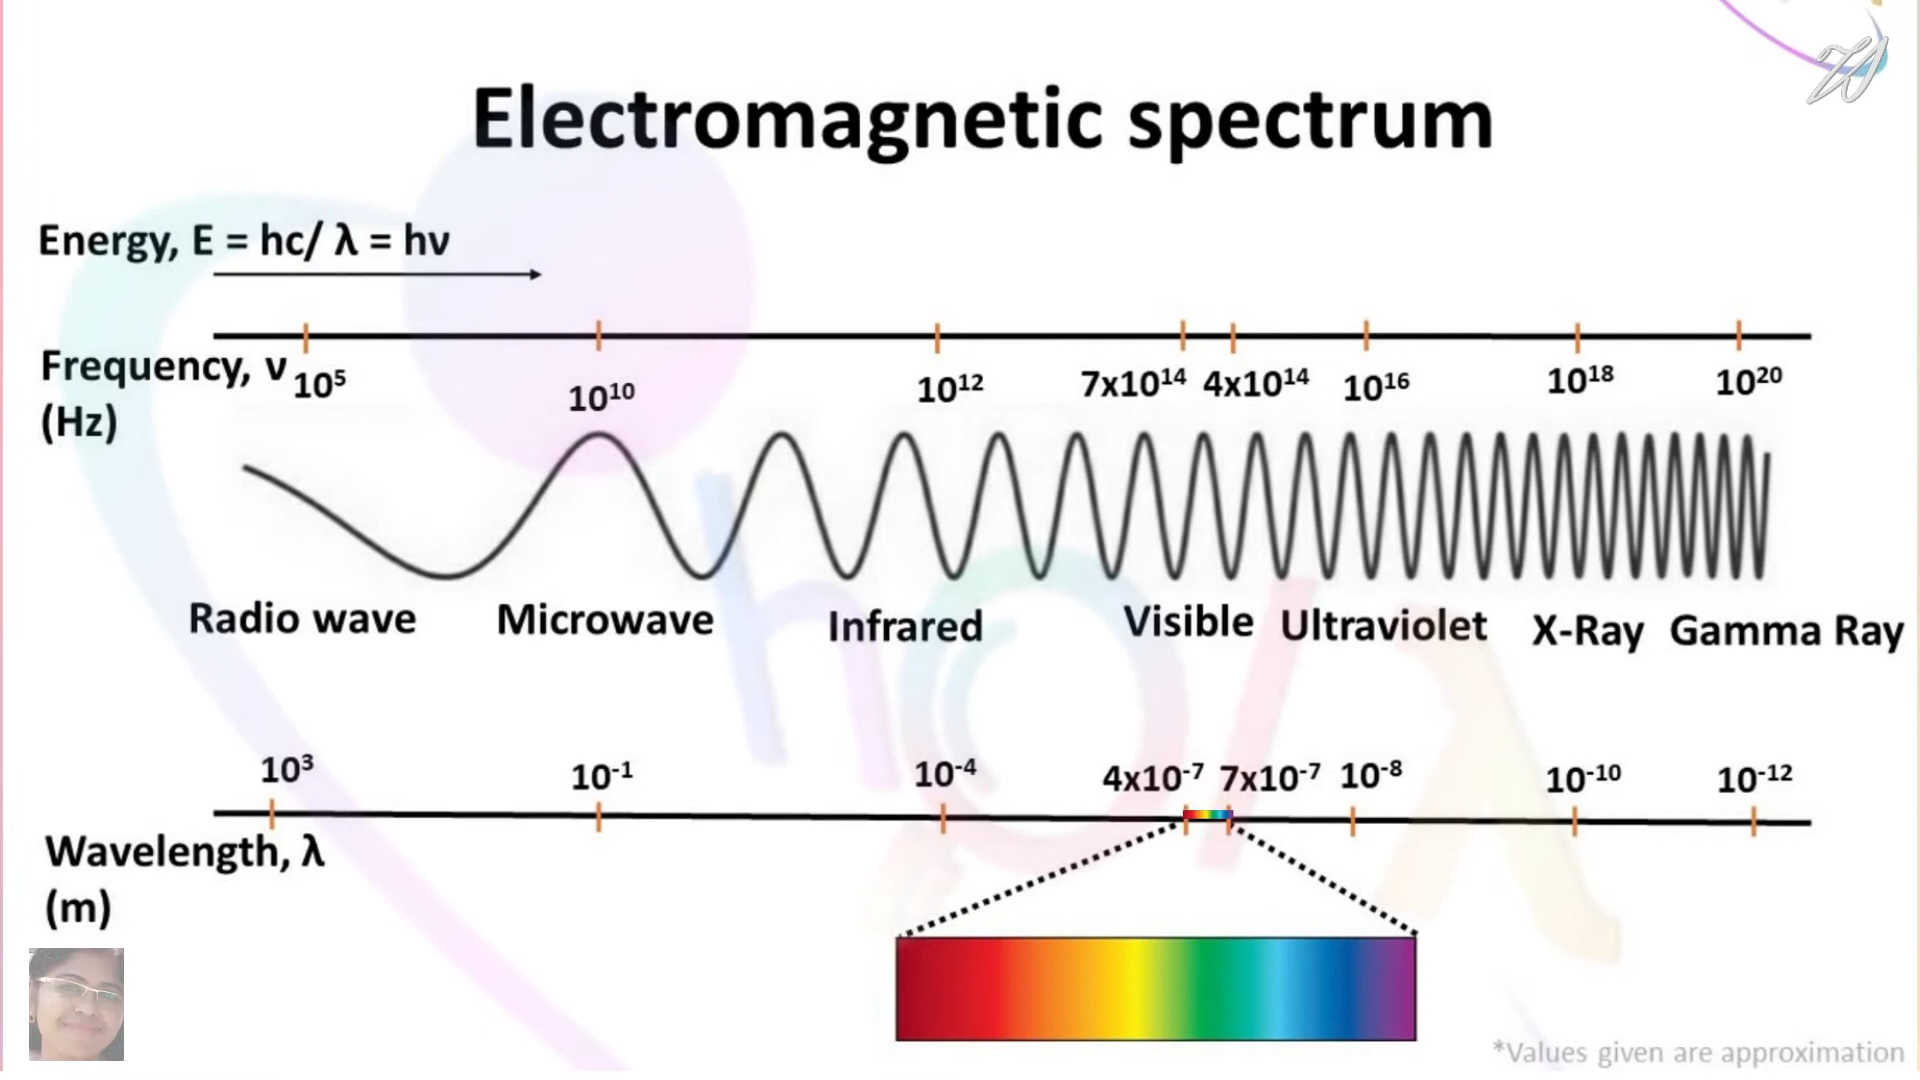 Electromagnetic spectrum
Energy, E = hc/ λ = hν
Frequency, ν
(Hz)
10⁵ 10¹⁰ 10¹² 7x10¹⁴ 4x10¹⁴ 10¹⁶ 10¹⁸ 10²⁰
Radio wave Microwave Infrared Visible Ultraviolet X-Ray Gamma Ray
10³ 10⁻¹ 10⁻⁴ 4x10⁻⁷ 7x10⁻⁷ 10⁻⁸ 10⁻¹⁰ 10⁻¹²
Wavelength, λ
(m)
*Values given are approximation